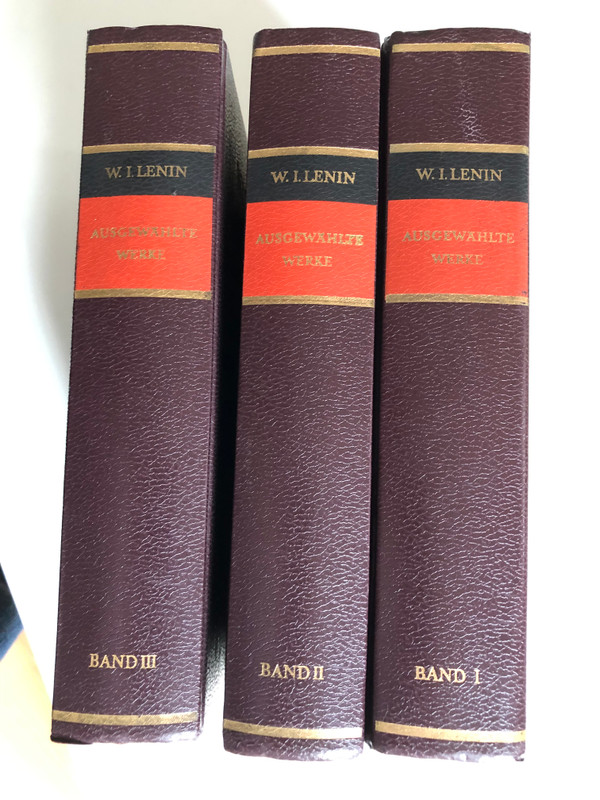 W. I. LENIN
AUSGEWÄHLTE
WERKE
BAND III
W. I. LENIN
AUSGEWÄHLTE
WERKE
BAND II
W. I. LENIN
AUSGEWÄHLTE
WERKE
BAND I